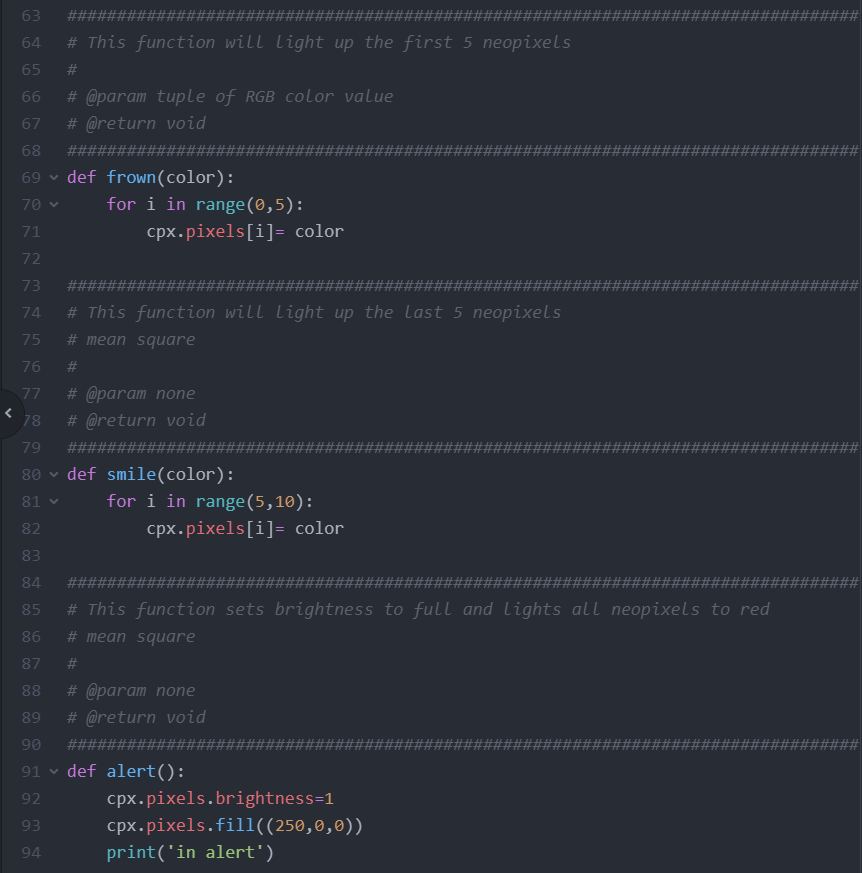 63 ################################################################################
64 # This function will light up the first 5 neopixels
65 #
66 # @param tuple of RGB color value
67 # @return void
68 ################################################################################
69 def frown(color):
70     for i in range(0,5):
71         cpx.pixels[i]= color
72
73 ################################################################################
74 # This function will light up the last 5 neopixels
75 # mean square
76 #
77 # @param none
78 # @return void
79 ################################################################################
80 def smile(color):
81     for i in range(5,10):
82         cpx.pixels[i]= color
83
84 ################################################################################
85 # This function sets brightness to full and lights all neopixels to red
86 # mean square
87 #
88 # @param none
89 # @return void
90 ################################################################################
91 def alert():
92     cpx.pixels.brightness=1
93     cpx.pixels.fill((250,0,0))
94     print('in alert')